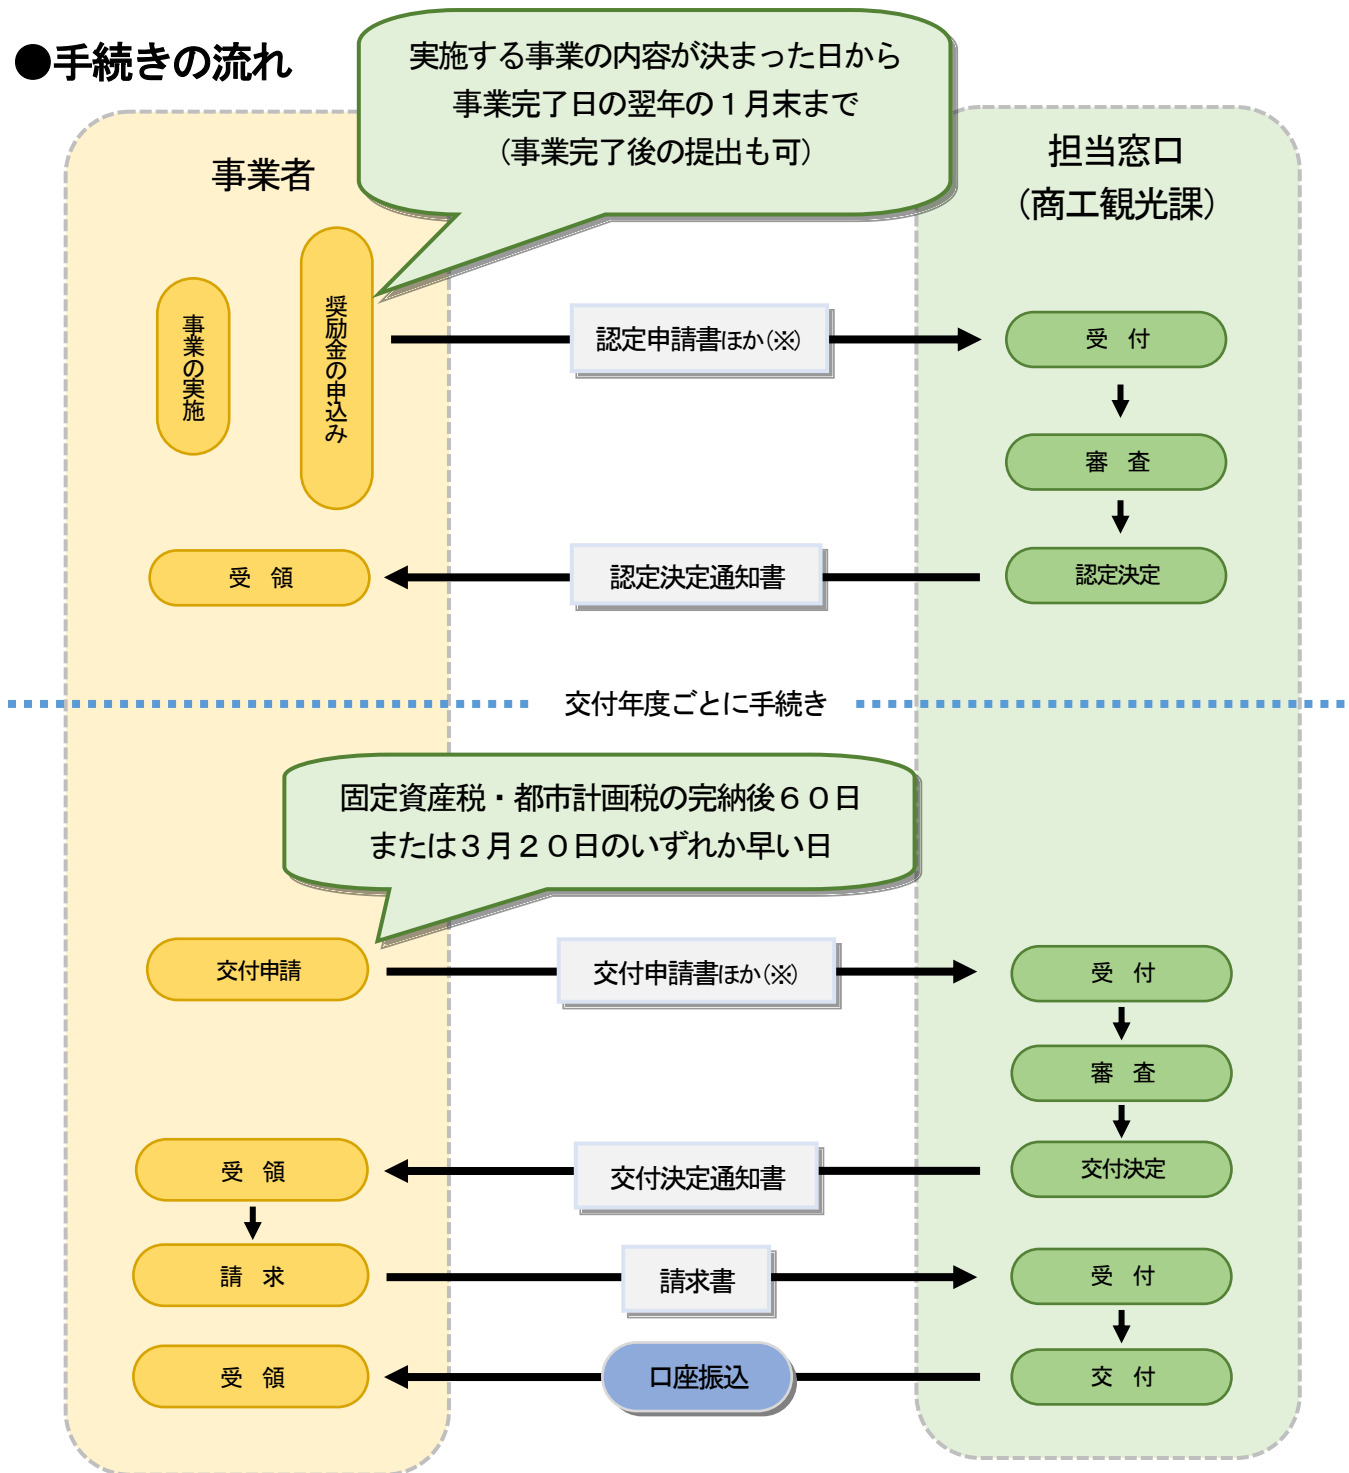 ●手続きの流れ
実施する事業の内容が決まった日から
事業完了日の翌年の１月末まで
（事業完了後の提出も可）
事業者
担当窓口
（商工観光課）
事業の実施
奨励金の申込み
認定申請書ほか（※）
受　付
審　査
受　領
認定決定通知書
認定決定
交付年度ごとに手続き
固定資産税・都市計画税の完納後６０日
または３月２０日のいずれか早い日
交付申請
交付申請書ほか（※）
受　付
審　査
受　領
交付決定通知書
交付決定
請　求
請求書
受　付
受　領
口座振込
交　付